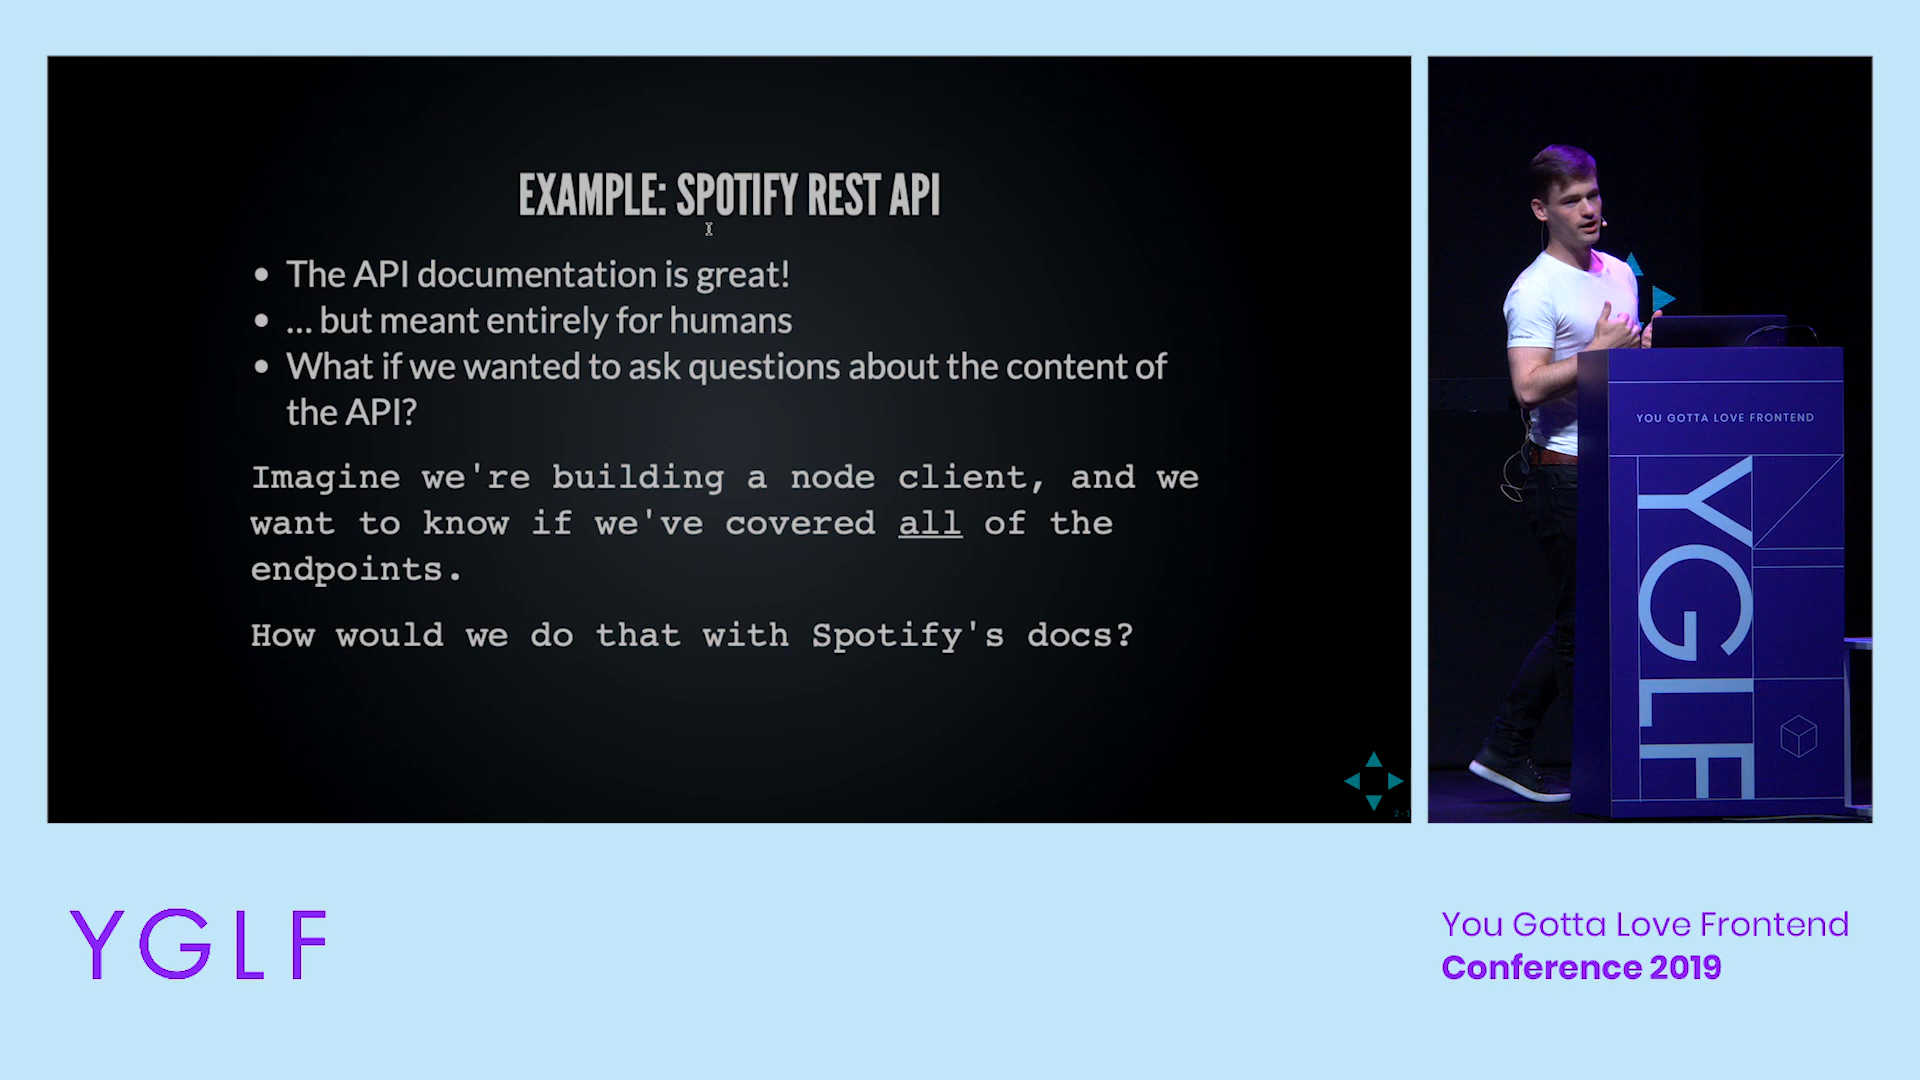 EXAMPLE: SPOTIFY REST API
• The API documentation is great!
• ... but meant entirely for humans
• What if we wanted to ask questions about the content of
the API?
Imagine we're building a node client, and we
want to know if we've covered all of the
endpoints.
How would we do that with Spotify's docs?
YOU GOTTA LOVE FRONTEND
YGLF
YGLF
You Gotta Love Frontend
Conference 2019